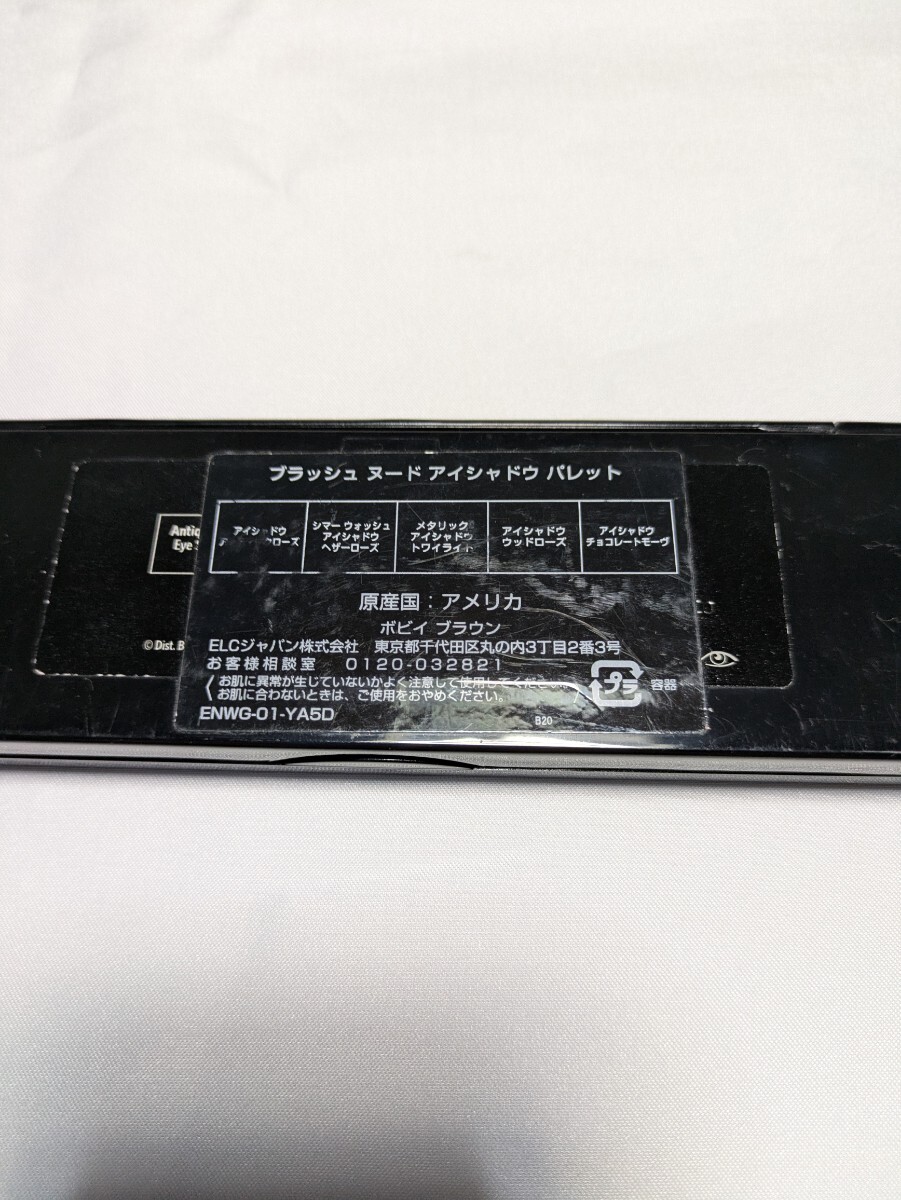 ブラッシュ ヌード アイシャドウ パレット
Antiq
Eye S
アイシャドウ
ローズ
シマー ウォッシュ
アイシャドウ
ヘザーローズ
メタリック
アイシャドウ
トワイライト
アイシャドウ
ウッドローズ
アイシャドウ
チョコレートモーヴ
原産国：アメリカ
ボビイ ブラウン
© Dist. B
ELCジャパン株式会社 東京都千代田区丸の内3丁目2番3号
お客様相談室 0120-032821
お肌に異常が生じていないかよく注意して使用してください。
お肌に合わないときは、ご使用をおやめください。
プラ 容器
ENWG-01-YA5D
B20